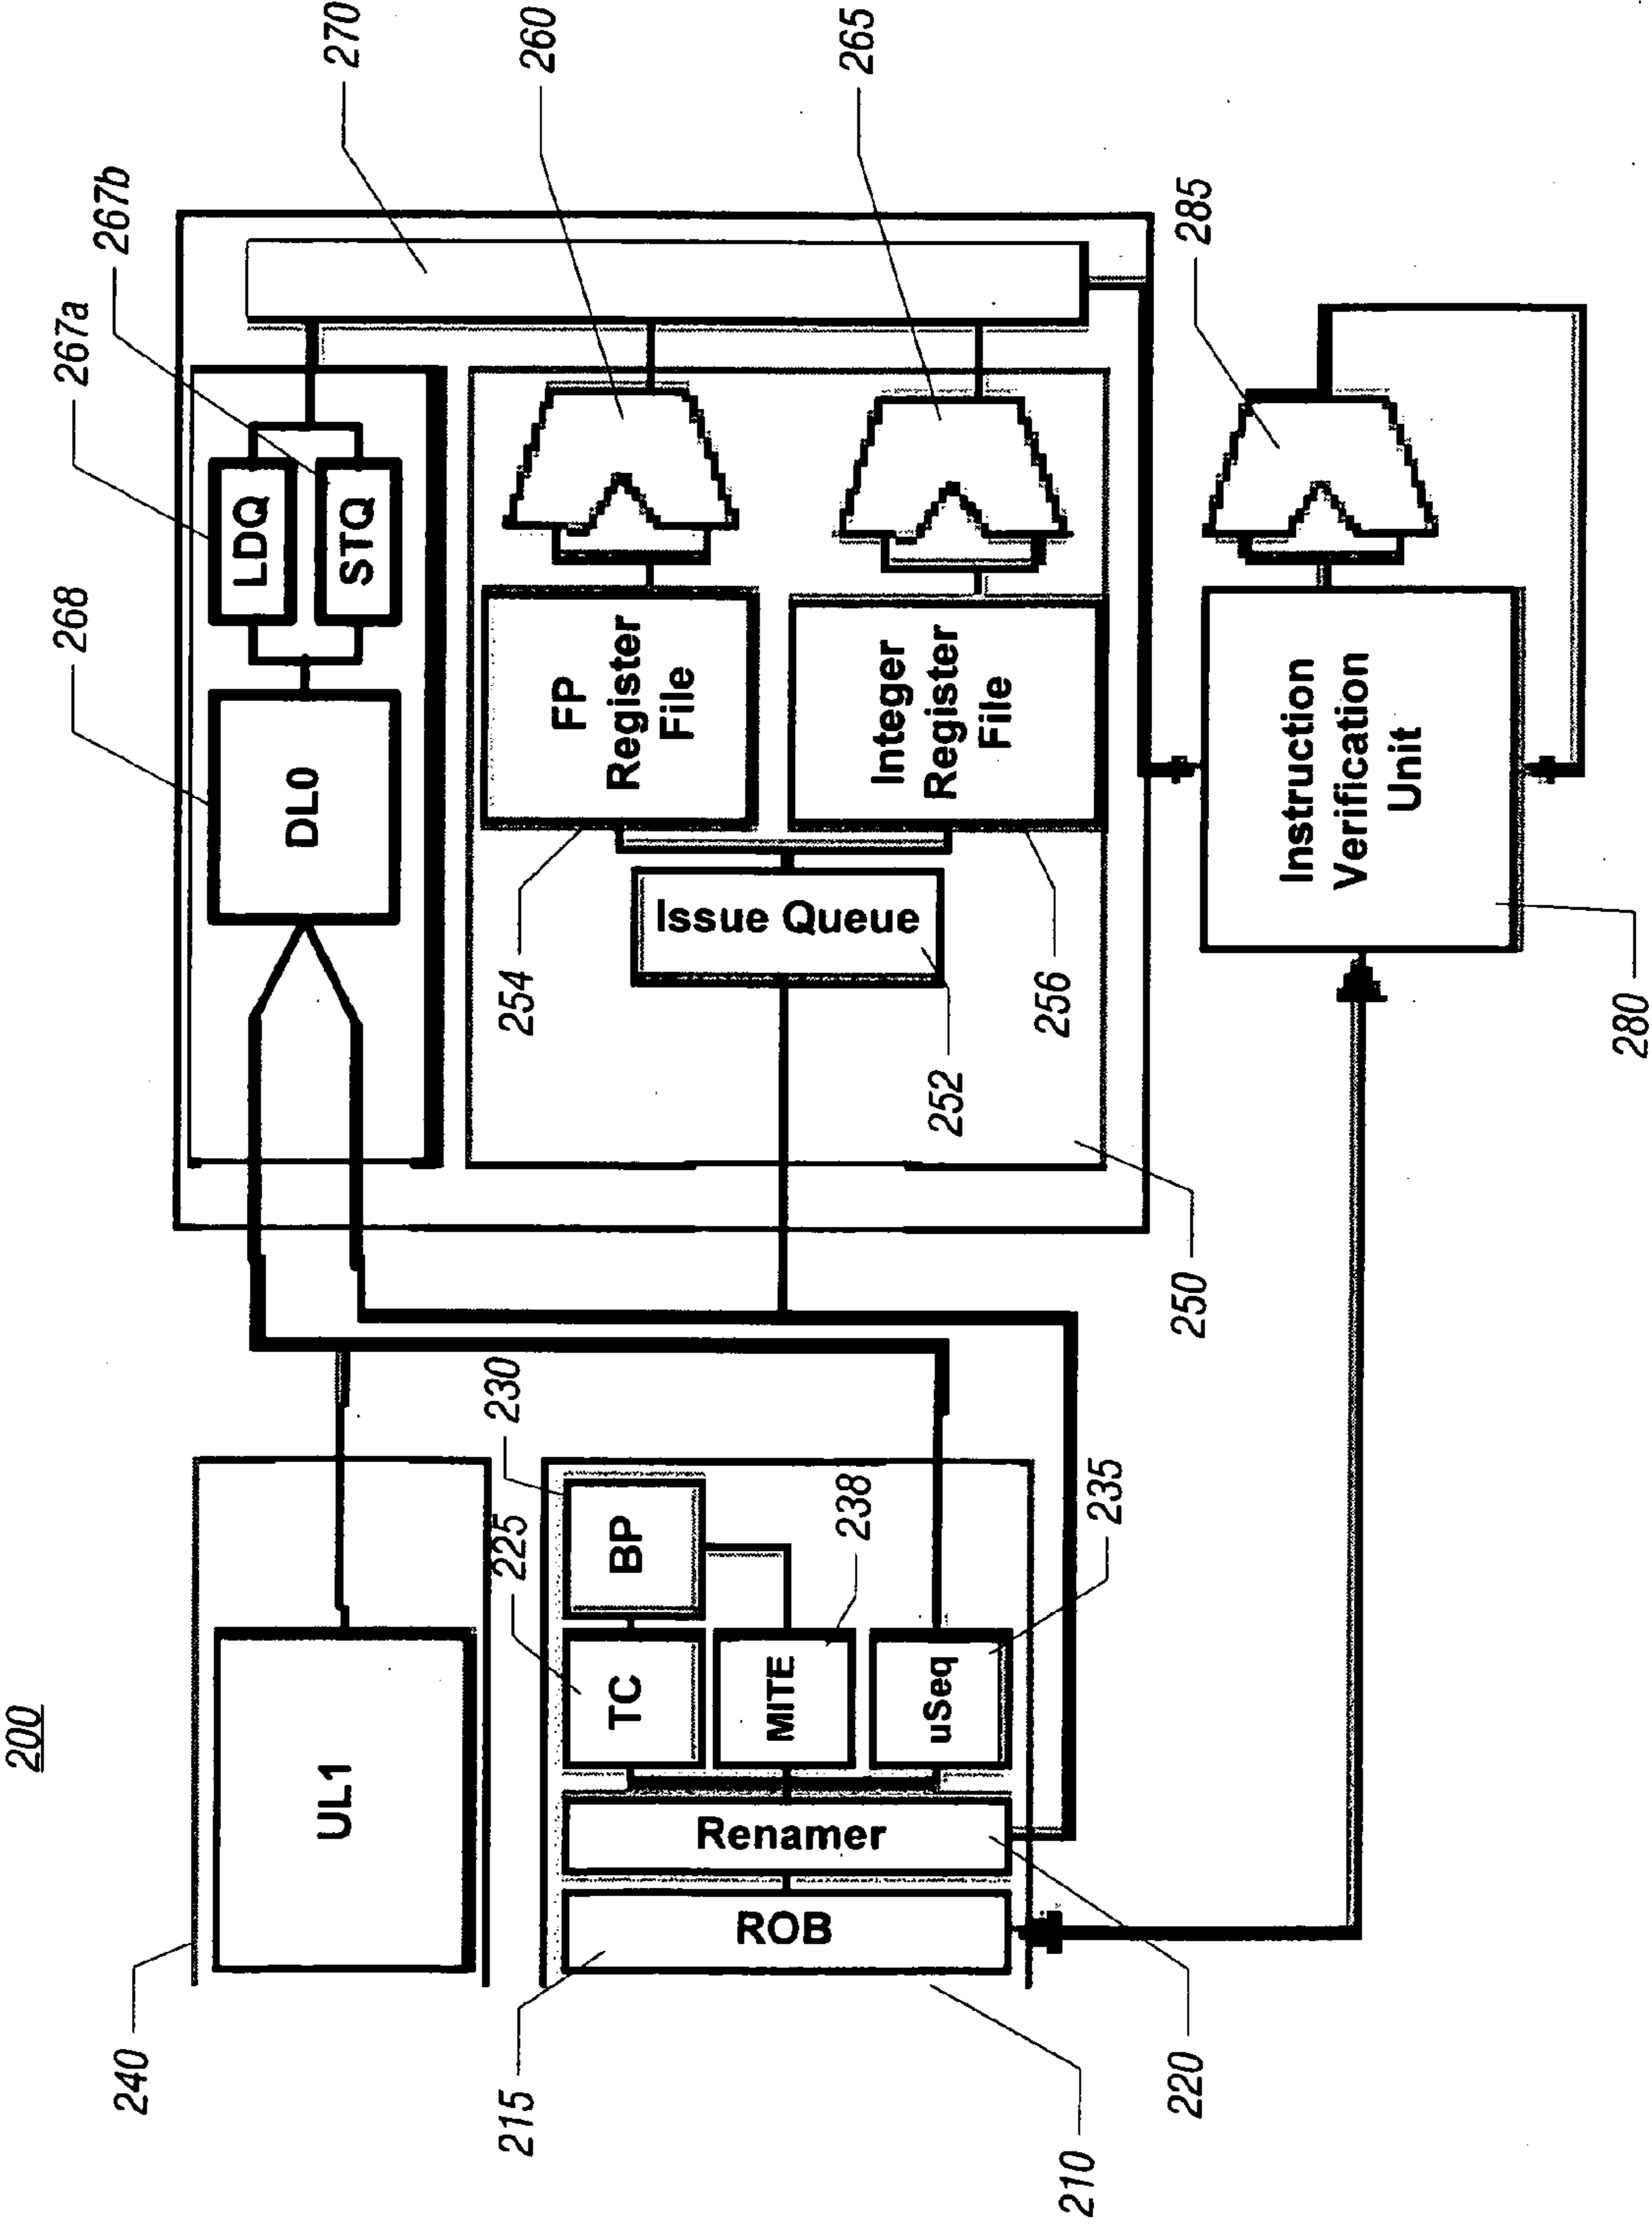 200
240
UL1
215
ROB
210
Renamer
220
TC
225
BP
230
MITE
238
uSeq
235
268
DL0
267a
LDQ
267b
STQ
270
260
265
254
FP
Register
File
Integer
Register
File
256
Issue Queue
252
250
285
Instruction
Verification
Unit
280